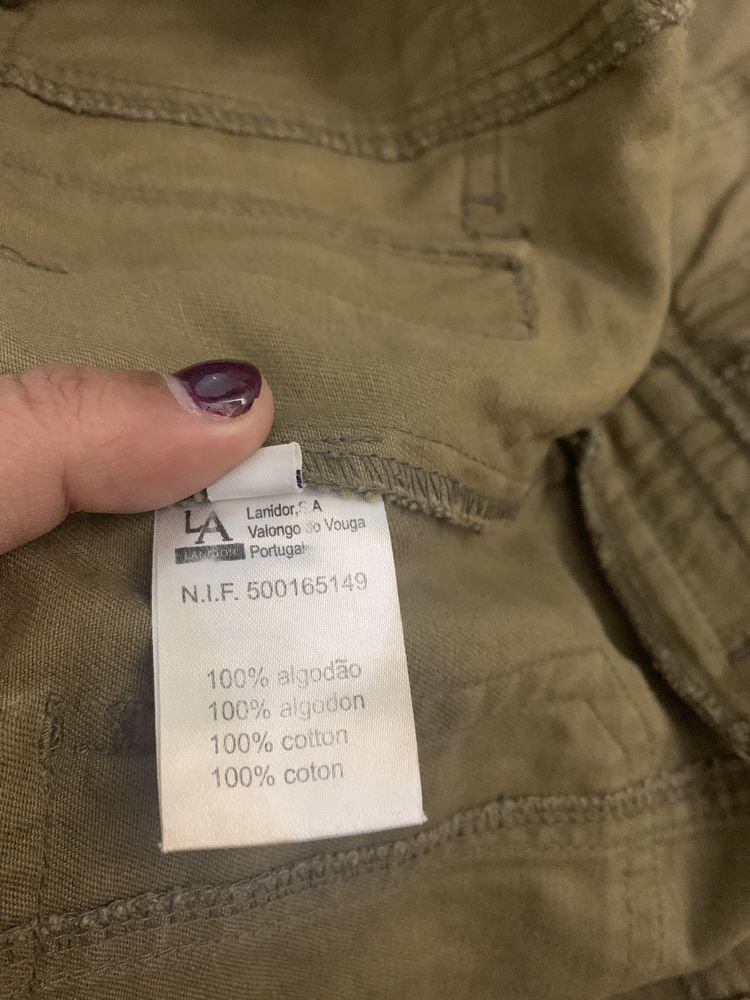 LA
LANIDOR
Lanidor,S.A
Valongo do Vouga
Portugal
N.I.F. 500165149
100% algodão
100% algodon
100% cotton
100% coton